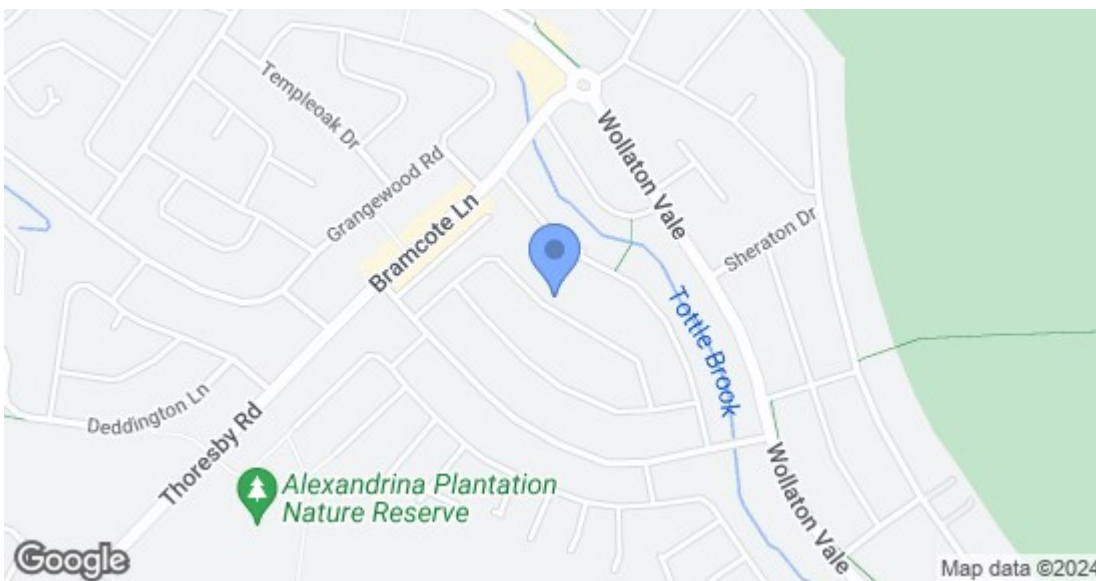 Templeoak Dr
Grangewood Rd
Bramcote Ln
Wollaton Vale
Sheraton Dr
Tottle Brook
Deddington Ln
Thoresby Rd
Alexandrina Plantation
Nature Reserve
Wollaton Vale
Google
Map data ©2024